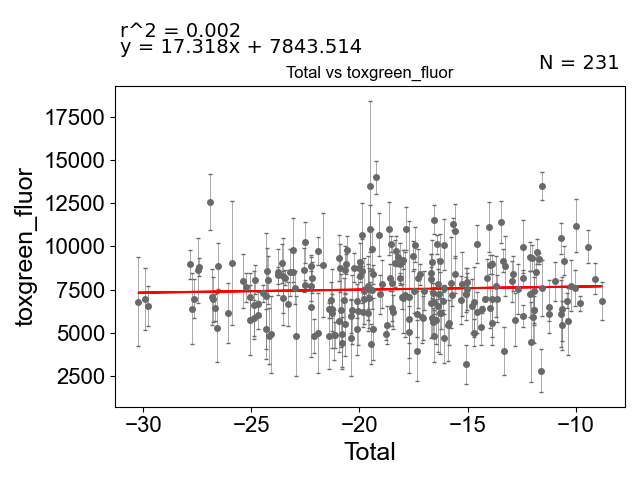 r^2 = 0.002
y = 17.318x + 7843.514
N = 231
Total vs toxgreen_fluor
toxgreen_fluor
17500
15000
12500
10000
7500
5000
2500
−30
−25
−20
−15
−10
Total